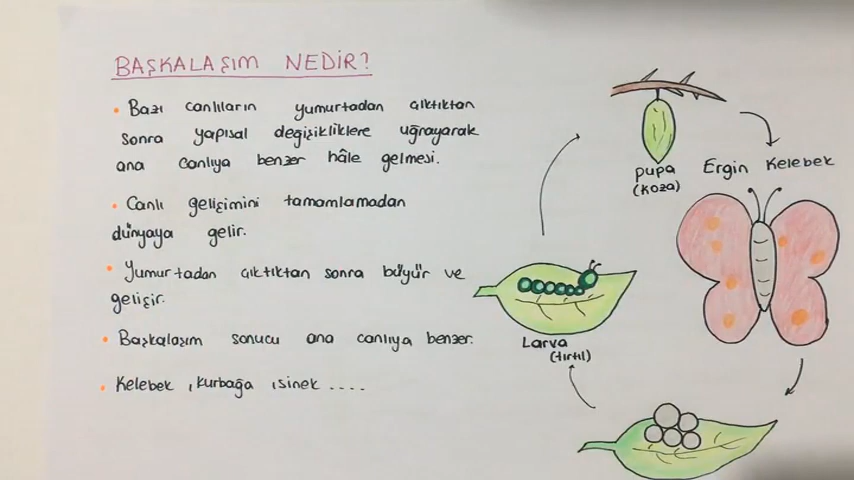 BAŞKALAŞIM NEDİR?
• Bazı canlıların yumurtadan çıktıktan
sonra yapısal değişikliklere uğrayarak
ana canlıya benzer hâle gelmesi.
• Canlı gelişimini tamamlamadan
dünyaya gelir.
• Yumurtadan çıktıktan sonra büyür ve
gelişir.
• Başkalaşım sonucu ana canlıya benzer.
• Kelebek , kurbağa , sinek ....
pupa
(koza)
Ergin Kelebek
Larva
(tırtıl)